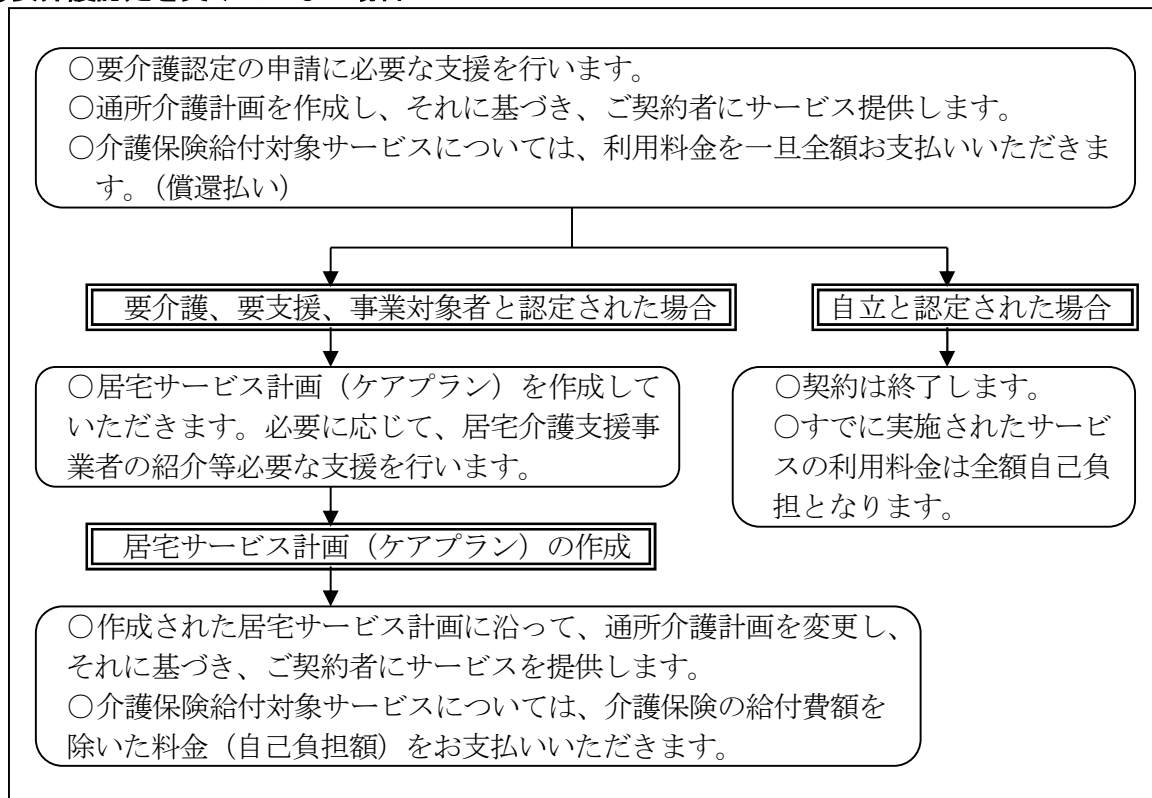 ○要介護認定の申請に必要な支援を行います。
○通所介護計画を作成し、それに基づき、ご契約者にサービス提供します。
○介護保険給付対象サービスについては、利用料金を一旦全額お支払いいただきま
す。（償還払い）
要介護、要支援、事業対象者と認定された場合
自立と認定された場合
○居宅サービス計画（ケアプラン）を作成して
いただきます。必要に応じて、居宅介護支援事
業者の紹介等必要な支援を行います。
○契約は終了します。
○すでに実施されたサービ
スの利用料金は全額自己負
担となります。
居宅サービス計画（ケアプラン）の作成
○作成された居宅サービス計画に沿って、通所介護計画を変更し、
それに基づき、ご契約者にサービスを提供します。
○介護保険給付対象サービスについては、介護保険の給付費額を
除いた料金（自己負担額）をお支払いいただきます。